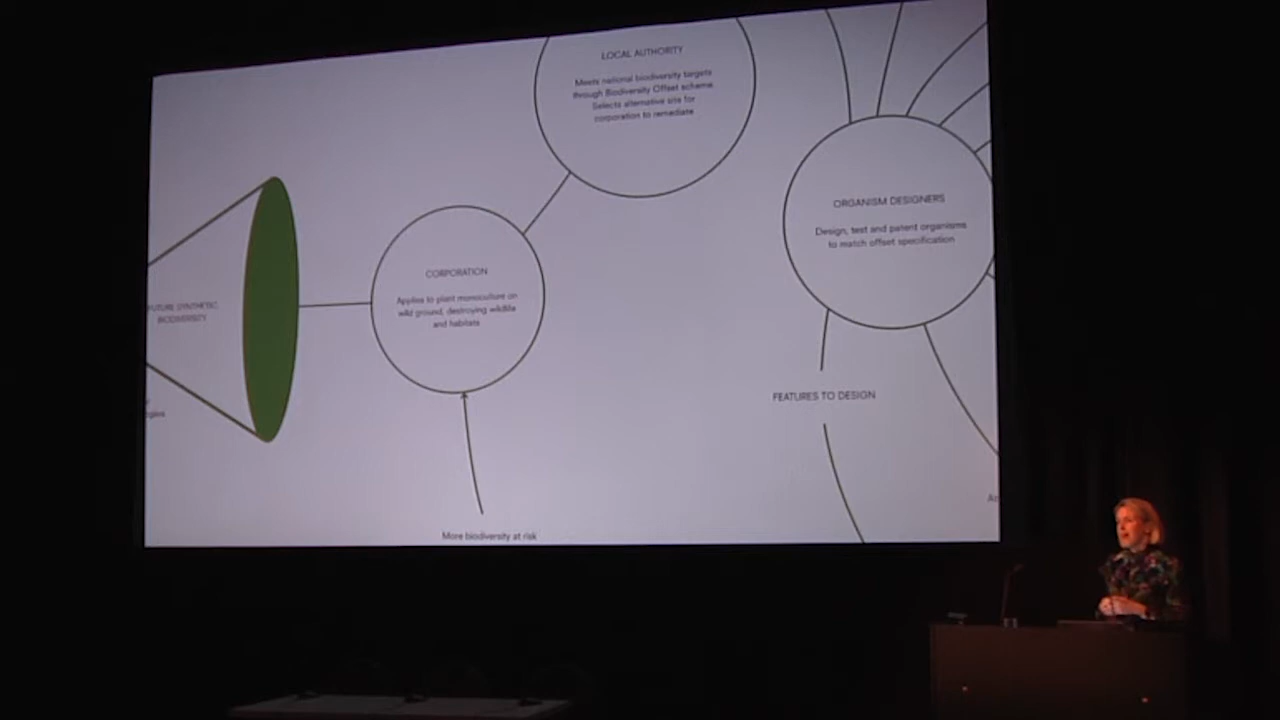 LOCAL AUTHORITY
Meets national biodiversity targets
through Biodiversity Offset scheme
Selects alternative site for
corporation to remediate
ORGANISM DESIGNERS
Design, test and patent organisms
to match offset specification
CORPORATION
Applies to plant monoculture on
wild ground, destroying wildlife
and habitats
FUTURE SYNTHETIC
BIODIVERSITY
FEATURES TO DESIGN
More biodiversity at risk